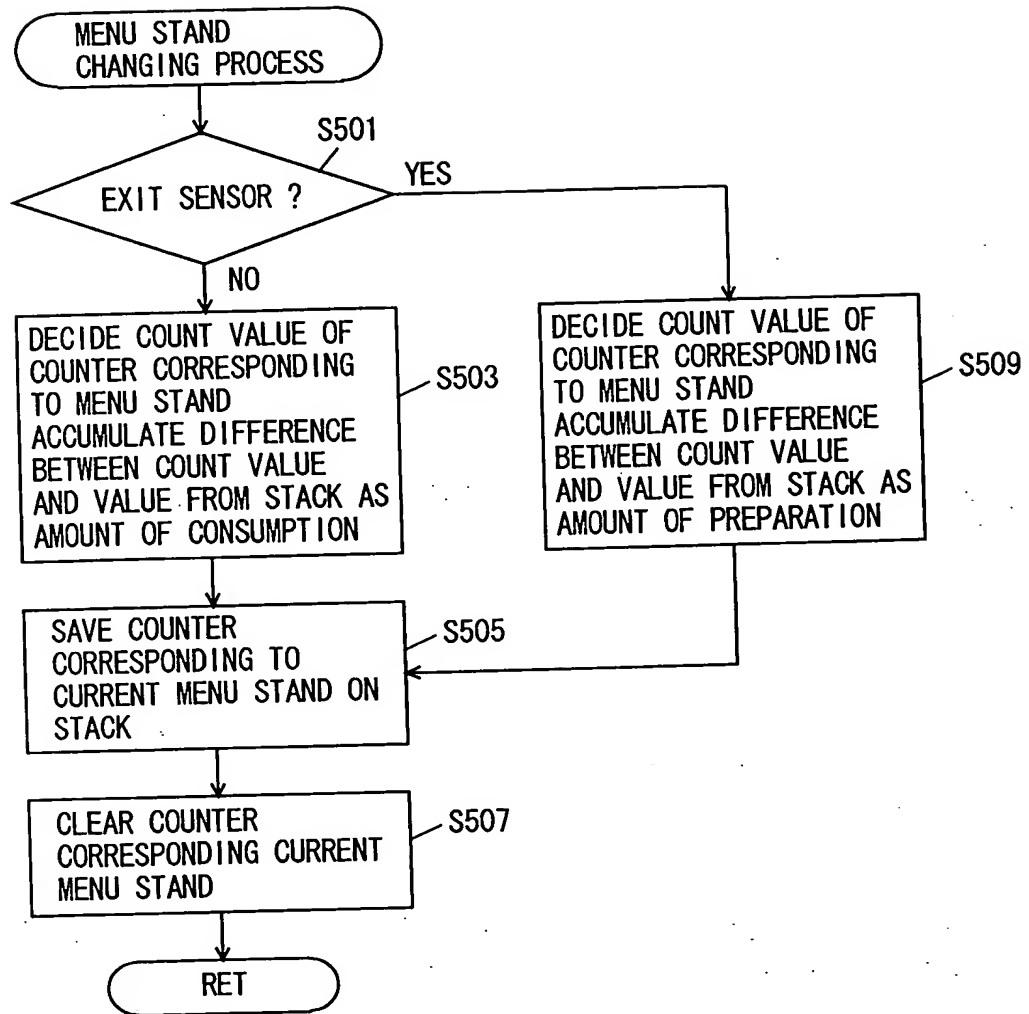 MENU STAND
CHANGING PROCESS
S501
EXIT SENSOR ?
YES
NO
DECIDE COUNT VALUE OF
COUNTER CORRESPONDING
TO MENU STAND
ACCUMULATE DIFFERENCE
BETWEEN COUNT VALUE
AND VALUE FROM STACK AS
AMOUNT OF CONSUMPTION
S503
DECIDE COUNT VALUE OF
COUNTER CORRESPONDING
TO MENU STAND
ACCUMULATE DIFFERENCE
BETWEEN COUNT VALUE
AND VALUE FROM STACK AS
AMOUNT OF PREPARATION
S509
SAVE COUNTER
CORRESPONDING TO
CURRENT MENU STAND ON
STACK
S505
CLEAR COUNTER
CORRESPONDING CURRENT
MENU STAND
S507
RET